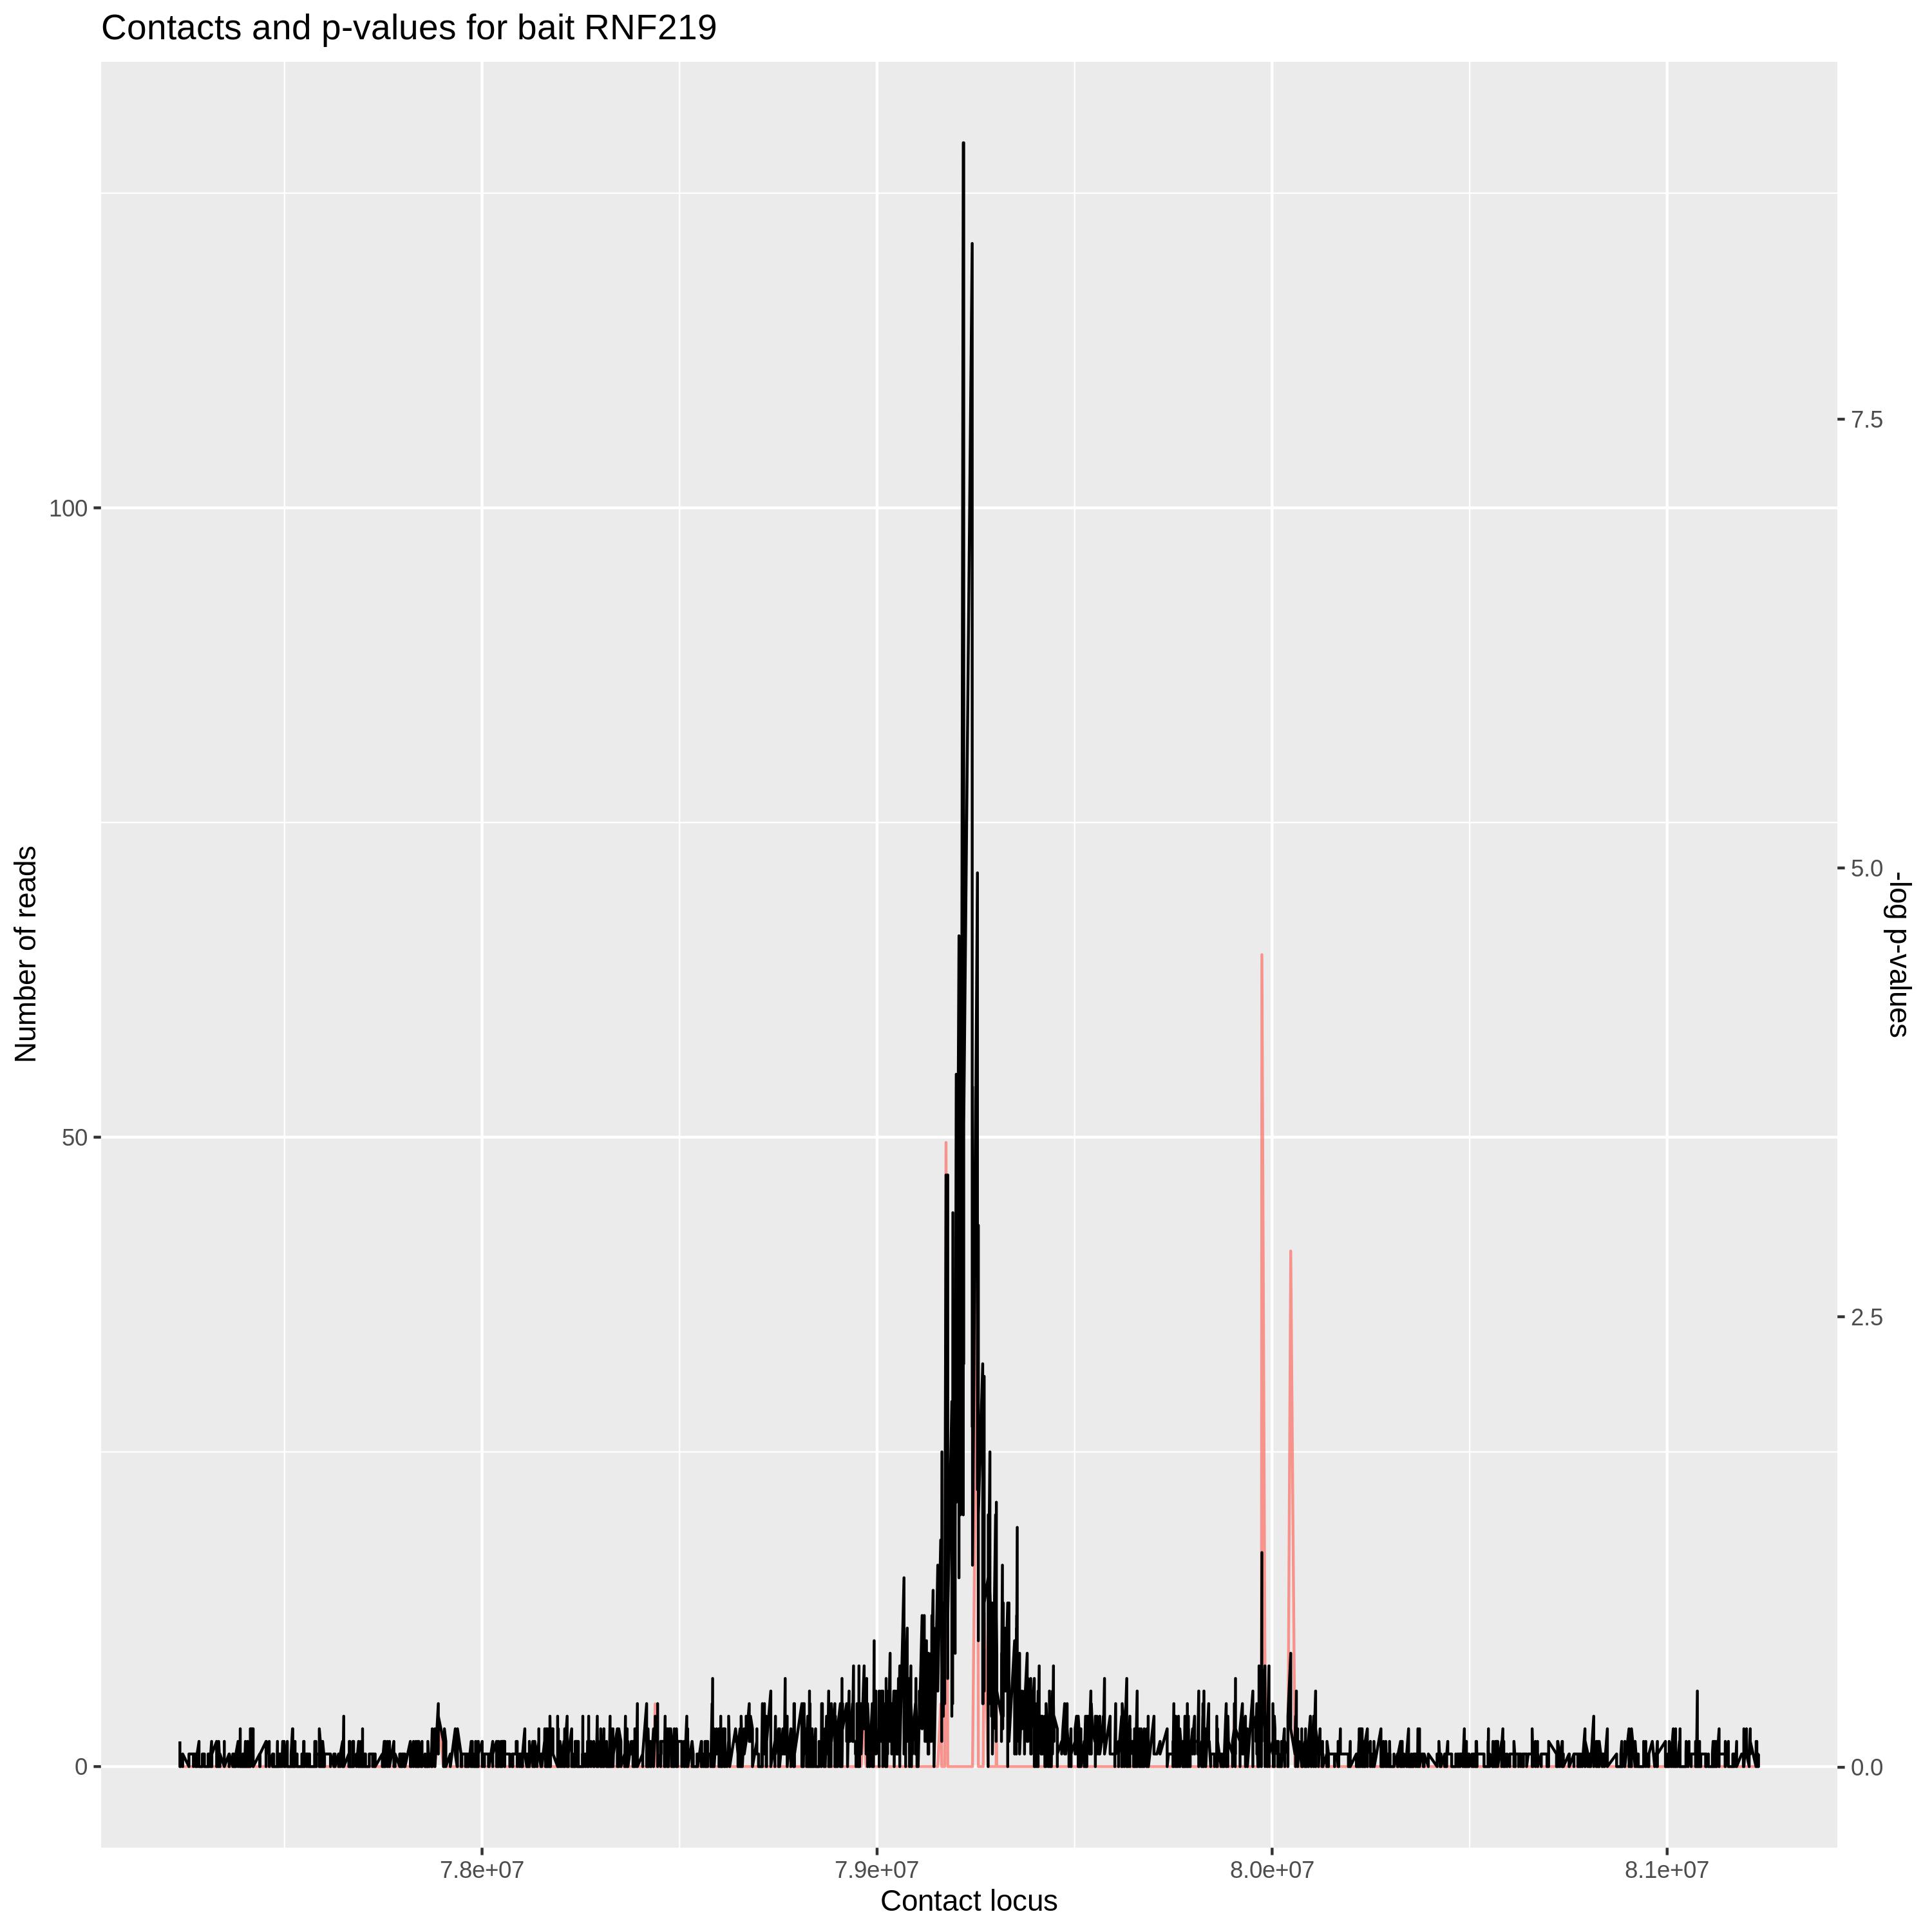 Contacts and p-values for bait RNF219
Number of reads
100
50
0
7.5
5.0
2.5
0.0
-log p-values
7.8e+07
7.9e+07
8.0e+07
8.1e+07
Contact locus